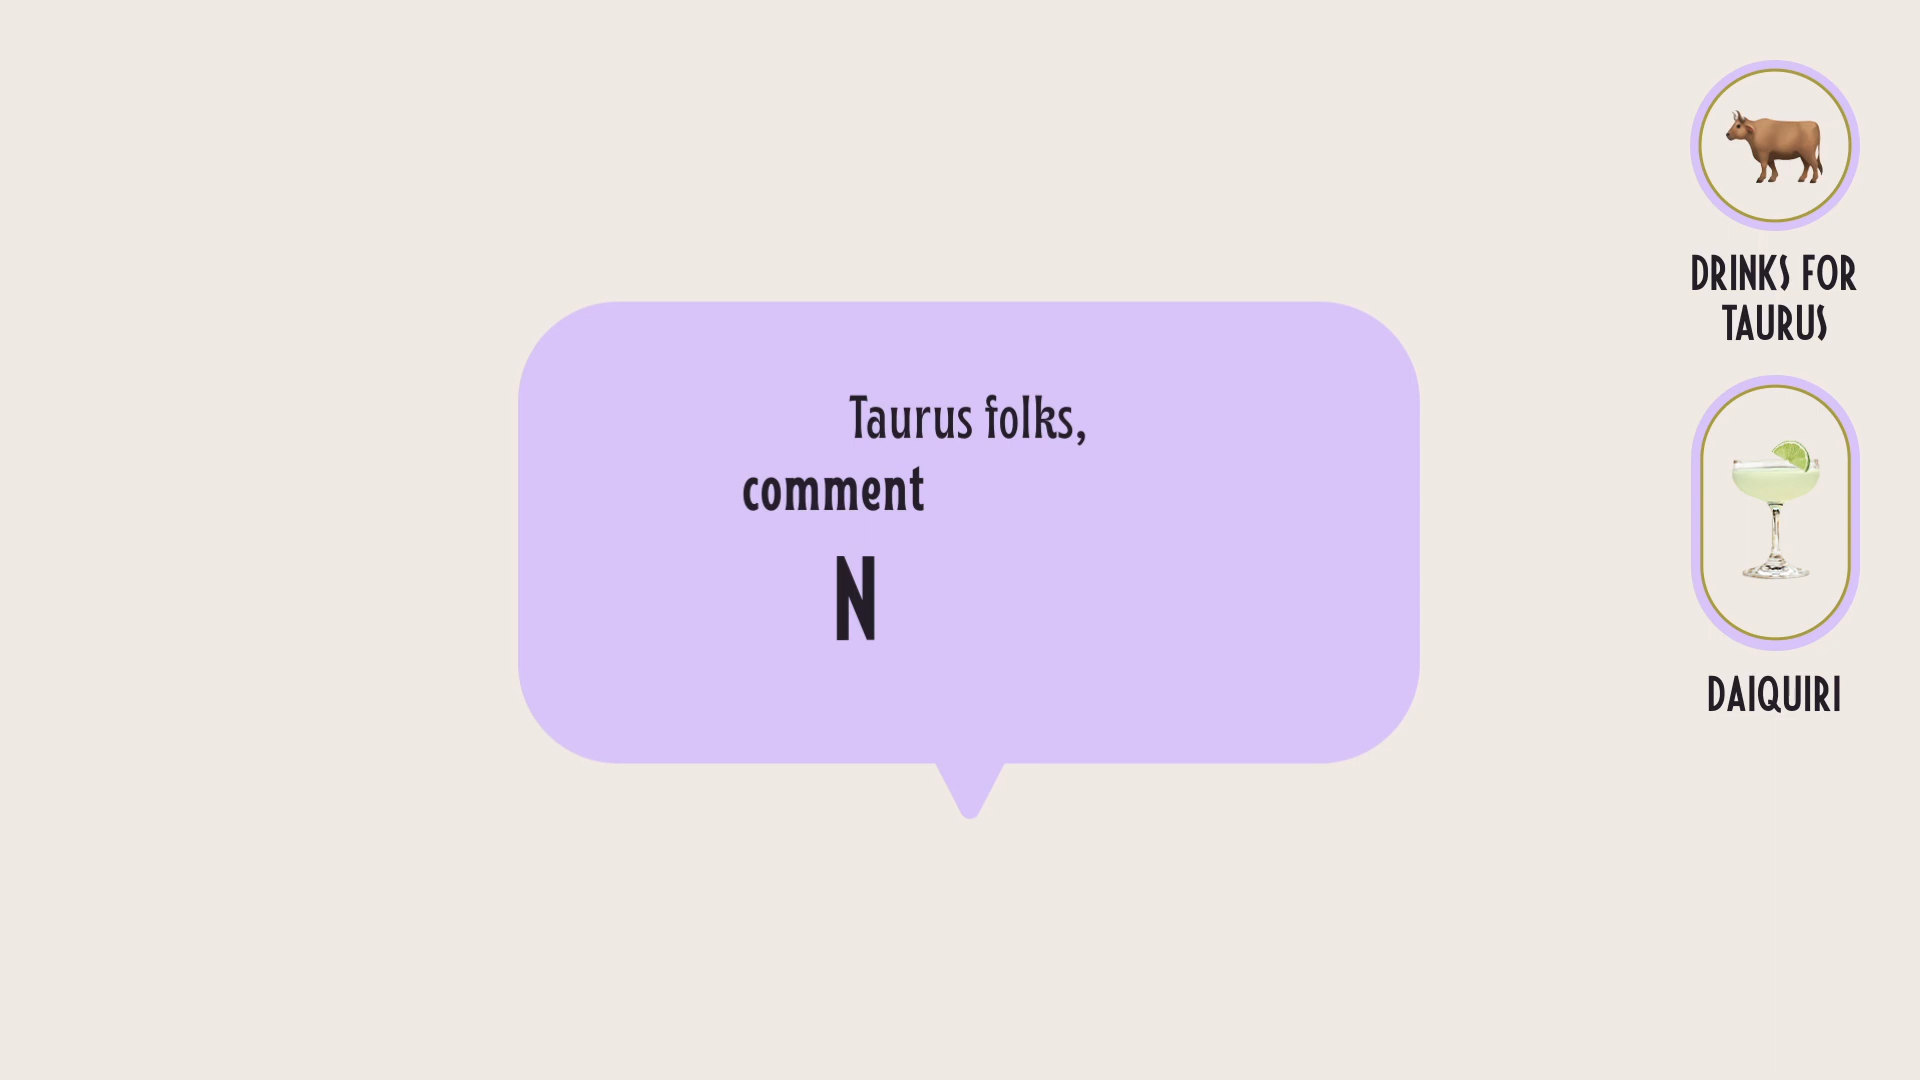 Taurus folks,
comment
N
DRINKS FOR
TAURUS
DAIQUIRI